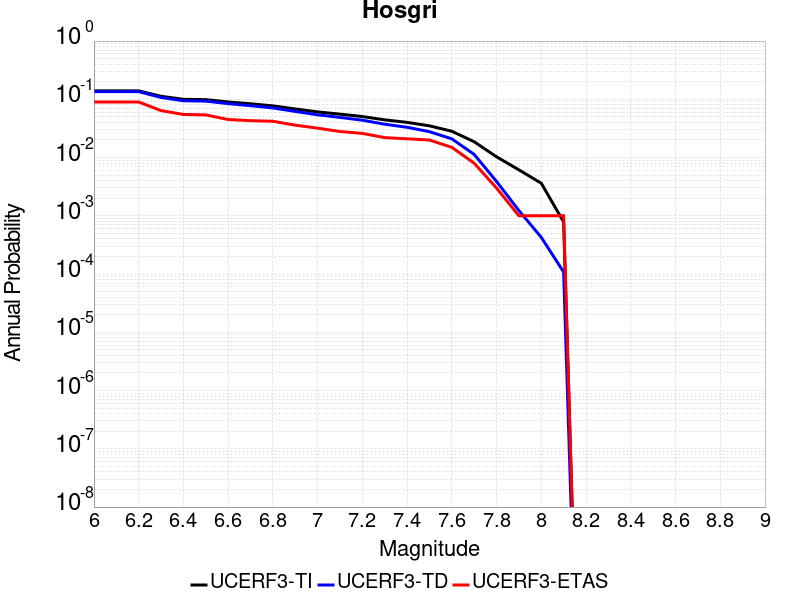 Hosgri
10^0
10^-1
10^-2
10^-3
10^-4
10^-5
10^-6
10^-7
10^-8
Annual Probability
6 6.2 6.4 6.6 6.8 7 7.2 7.4 7.6 7.8 8 8.2 8.4 8.6 8.8 9
Magnitude
UCERF3-TI UCERF3-TD UCERF3-ETAS